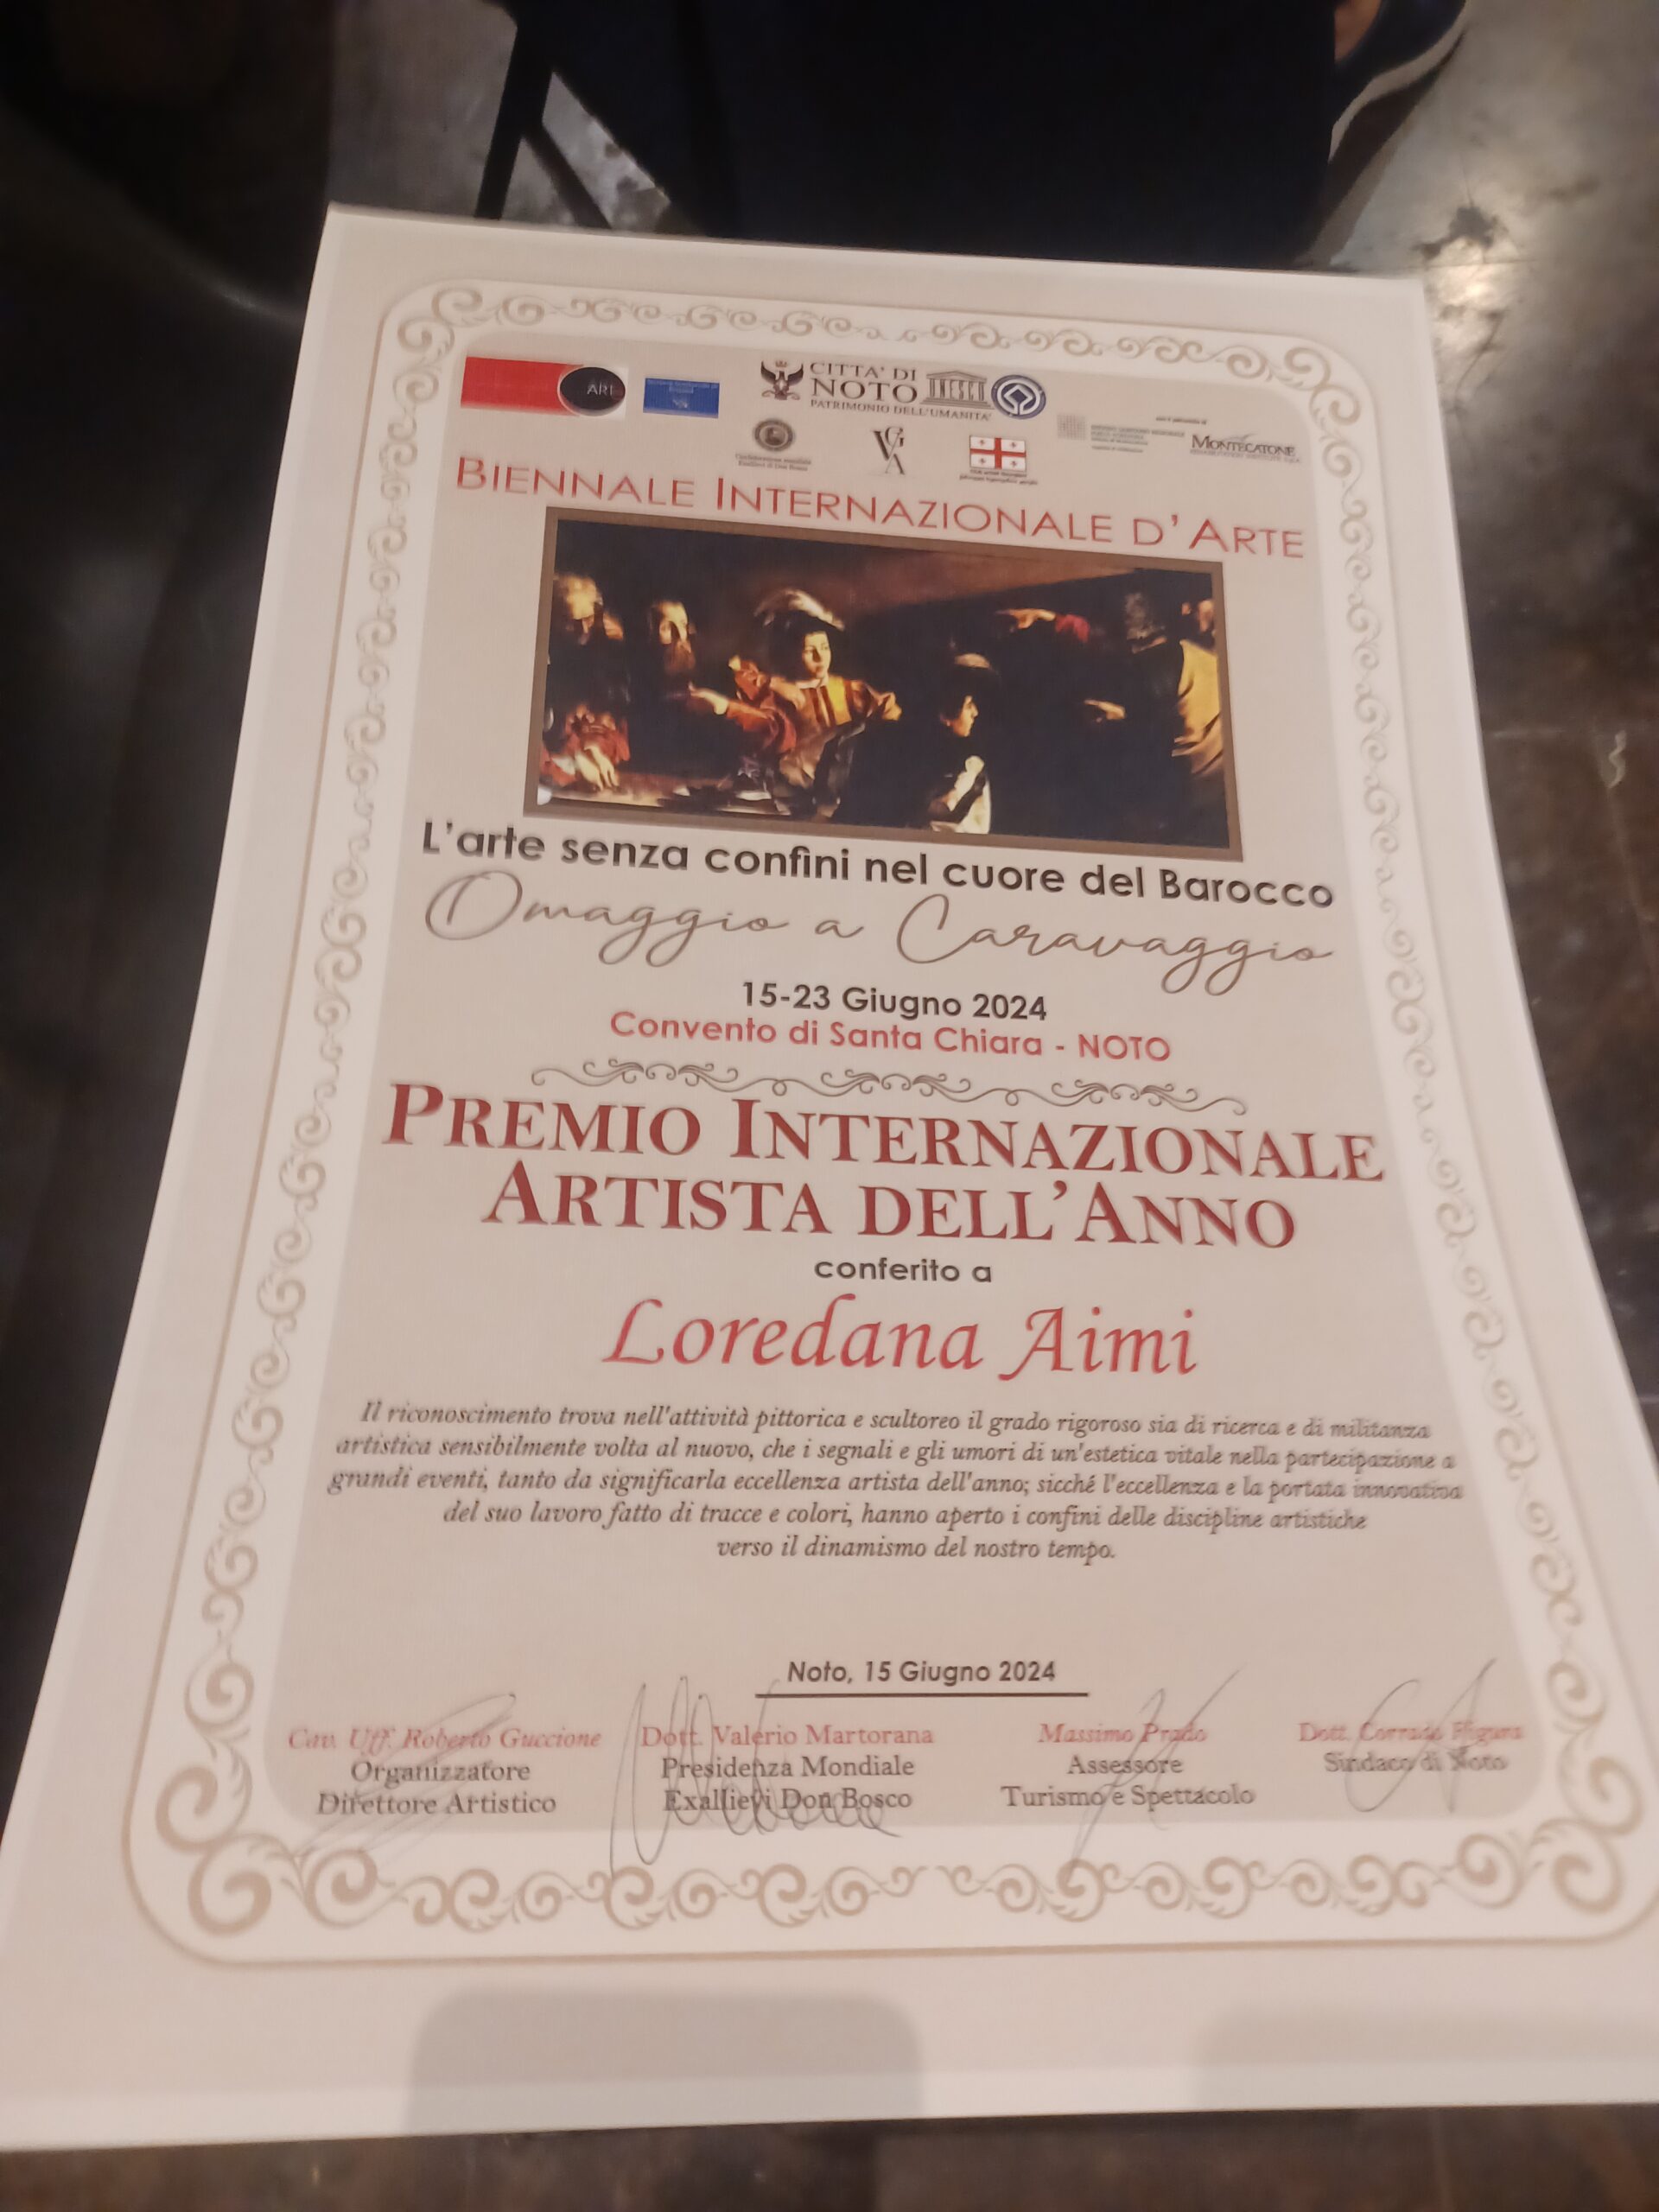 ART
CITTA' DI
NOTO
PATRIMONIO DELL'UMANITA'
UNESCO
MONTECATONE
BIENNALE INTERNAZIONALE D'ARTE
L'arte senza confini nel cuore del Barocco
Omaggio a Caravaggio
15-23 Giugno 2024
Convento di Santa Chiara - NOTO
PREMIO INTERNAZIONALE
ARTISTA DELL'ANNO
conferito a
Loredana Aimi
Il riconoscimento trova nell'attività pittorica e scultoreo il grado rigoroso sia di ricerca e di militanza
artistica sensibilmente volta al nuovo, che i segnali e gli umori di un'estetica vitale nella partecipazione a
grandi eventi, tanto da significarla eccellenza artista dell'anno; sicché l'eccellenza e la portata innovativa
del suo lavoro fatto di tracce e colori, hanno aperto i confini delle discipline artistiche
verso il dinamismo del nostro tempo.
Noto, 15 Giugno 2024
Cav. Uff. Roberto Guccione
Organizzatore
Direttore Artistico
Dott. Valerio Martorana
Presidenza Mondiale
Exallievi Don Bosco
Massimo Prado
Assessore
Turismo e Spettacolo
Dott. Corrado Figura
Sindaco di Noto